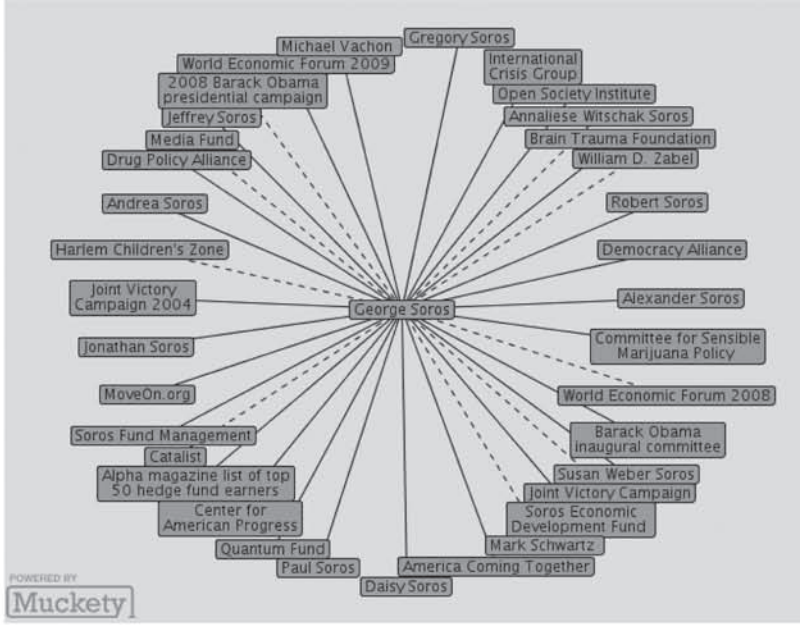 Gregory Soros
Michael Vachon
World Economic Forum 2009
International
Crisis Group
2008 Barack Obama
presidential campaign
Open Society Institute
Jeffrey Soros
Annaliese Witschak Soros
Media Fund
Brain Trauma Foundation
Drug Policy Alliance
William D. Zabel
Andrea Soros
Robert Soros
Harlem Children's Zone
Democracy Alliance
Joint Victory
Campaign 2004
Alexander Soros
George Soros
Jonathan Soros
Committee for Sensible
Marijuana Policy
MoveOn.org
World Economic Forum 2008
Soros Fund Management
Barack Obama
inaugural committee
Catalist
Alpha magazine list of top
50 hedge fund earners
Susan Weber Soros
Joint Victory Campaign
Center for
American Progress
Soros Economic
Development Fund
Quantum Fund
Mark Schwartz
Paul Soros
America Coming Together
Daisy Soros
POWERED BY
Muckety